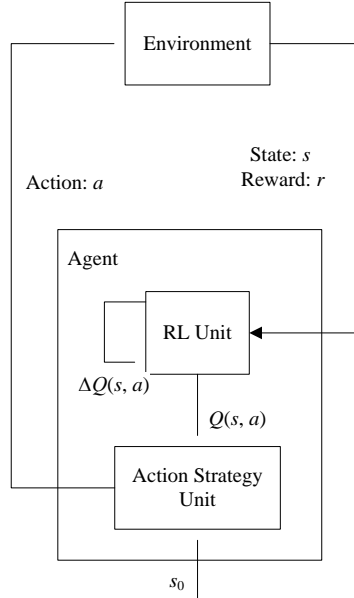 Environment
State: s
Reward: r
Action: a
Agent
RL Unit
ΔQ(s, a)
Q(s, a)
Action Strategy
Unit
s₀